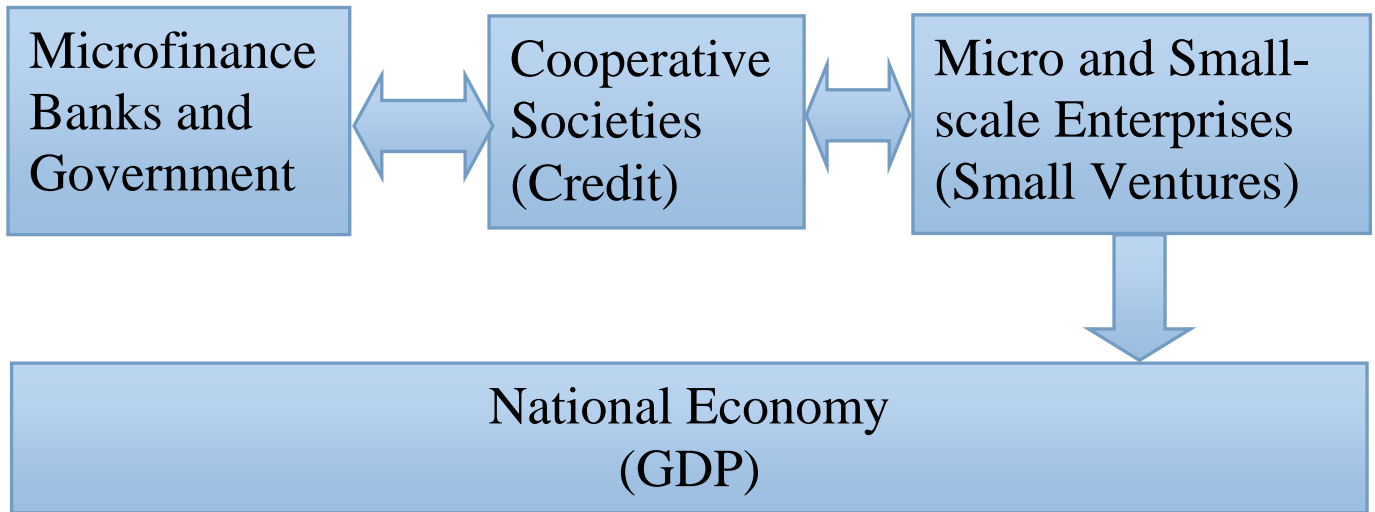 Microfinance
Banks and
Government
Cooperative
Societies
(Credit)
Micro and Small-
scale Enterprises
(Small Ventures)
National Economy
(GDP)